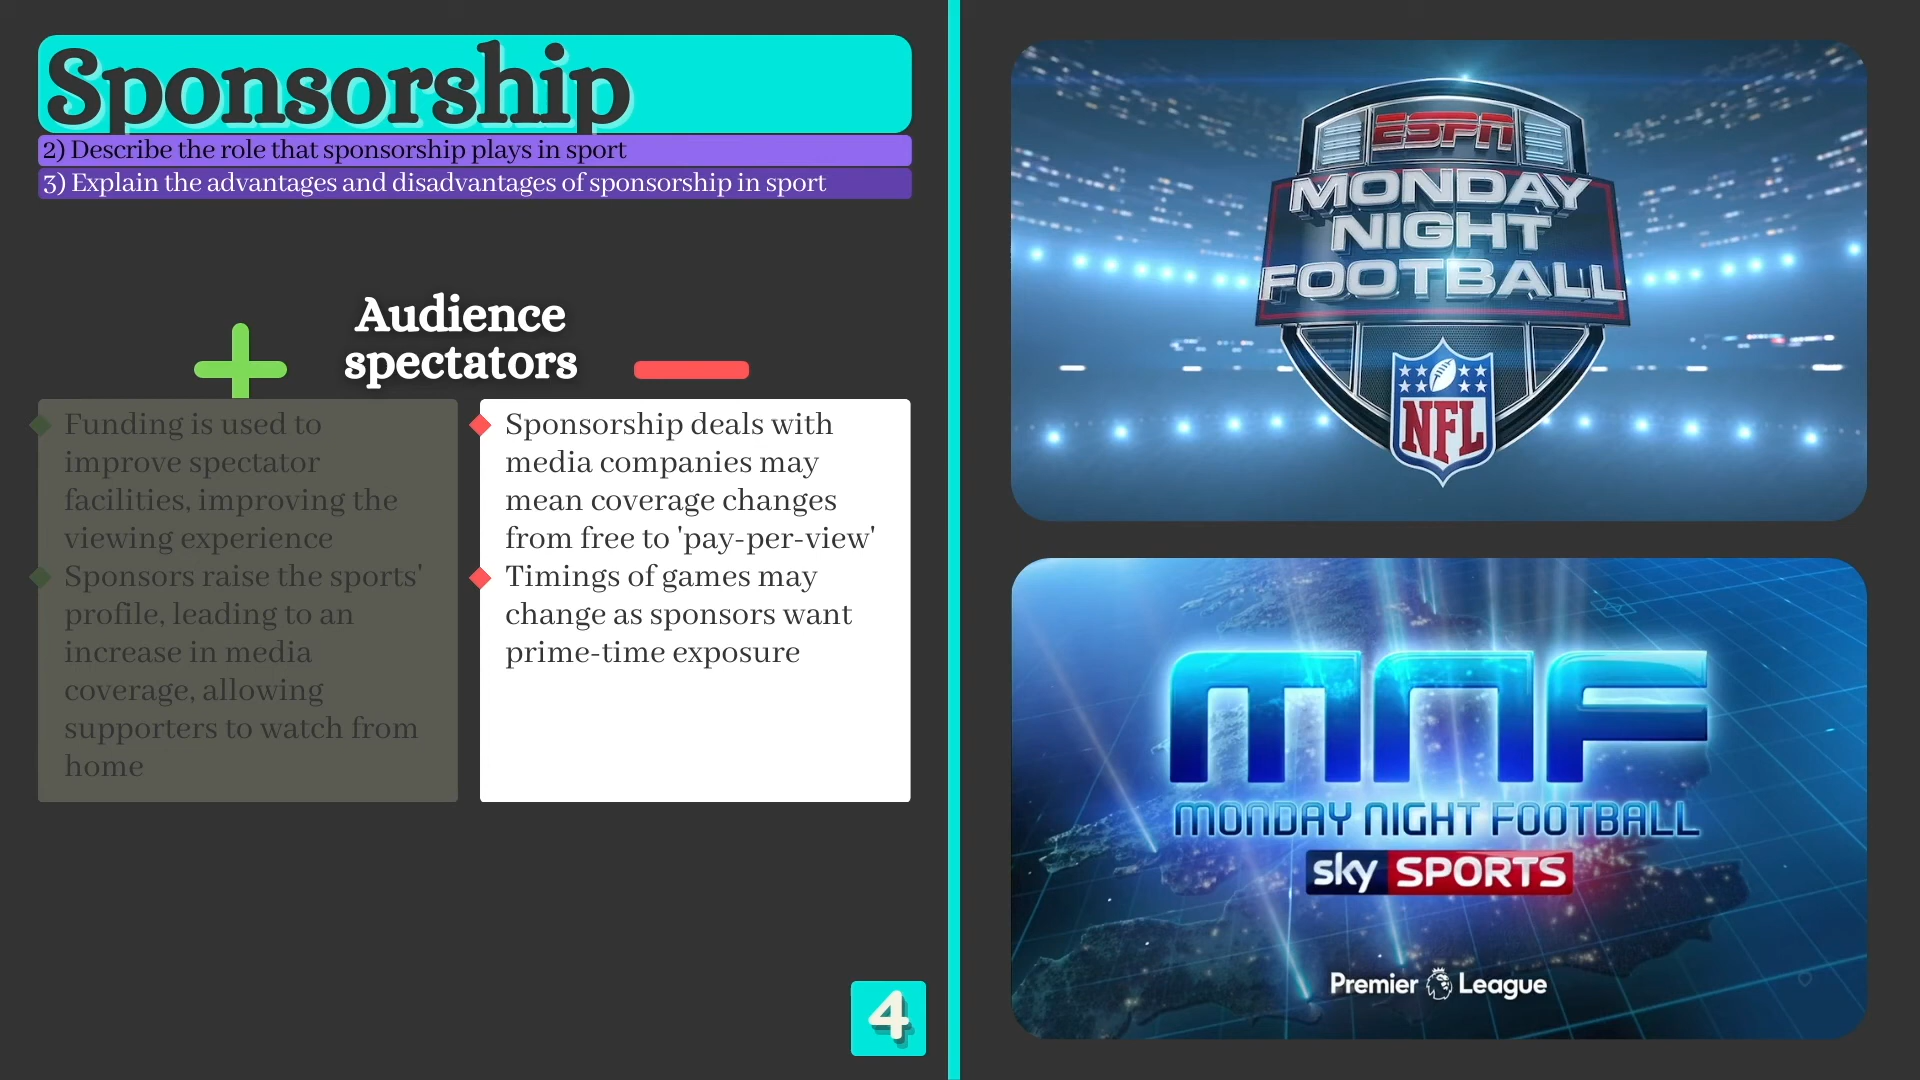 Sponsorship
2) Describe the role that sponsorship plays in sport
3) Explain the advantages and disadvantages of sponsorship in sport
Audience
spectators
Funding is used to
improve spectator
facilities, improving the
viewing experience
Sponsors raise the sports'
profile, leading to an
increase in media
coverage, allowing
supporters to watch from
home
Sponsorship deals with
media companies may
mean coverage changes
from free to 'pay-per-view'
Timings of games may
change as sponsors want
prime-time exposure
4
ESPN
MONDAY
NIGHT
FOOTBALL
NFL
MNF
MONDAY NIGHT FOOTBALL
sky SPORTS
Premier League